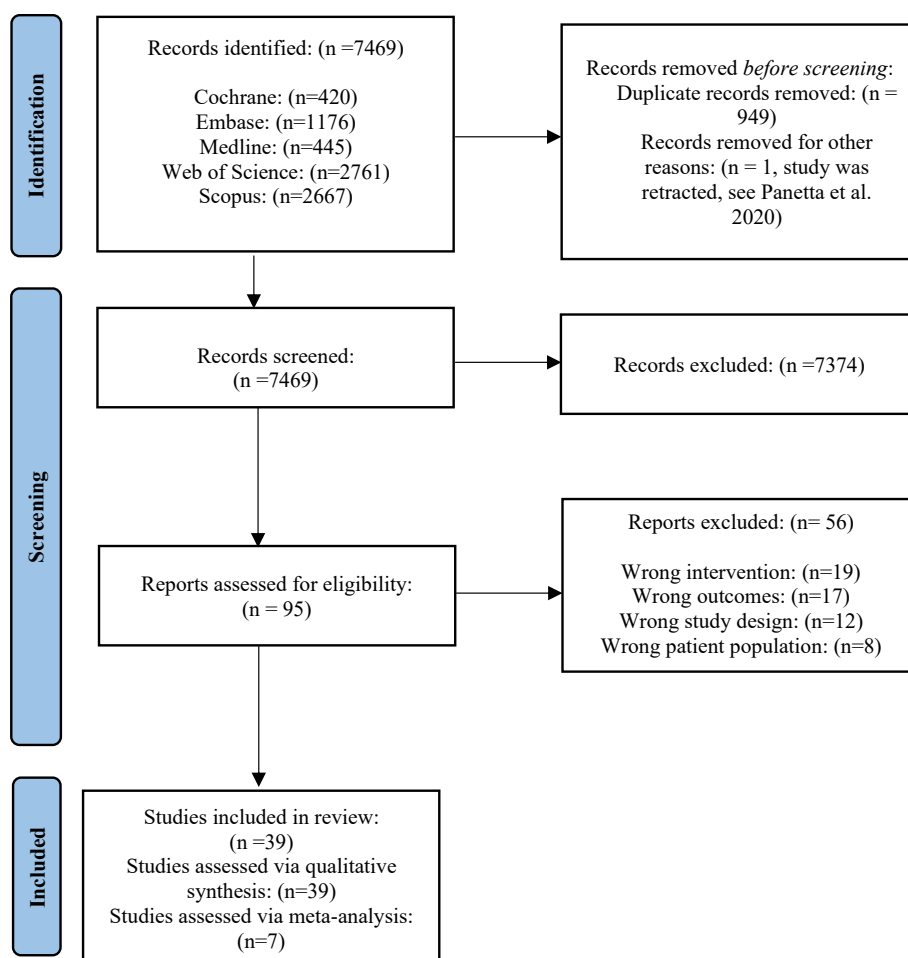 Identification
Records identified: (n =7469)
Cochrane: (n=420)
Embase: (n=1176)
Medline: (n=445)
Web of Science: (n=2761)
Scopus: (n=2667)
Records removed before screening:
Duplicate records removed: (n =
949)
Records removed for other
reasons: (n = 1, study was
retracted, see Panetta et al.
2020)
Screening
Records screened:
(n =7469)
Records excluded: (n =7374)
Reports assessed for eligibility:
(n = 95)
Reports excluded: (n= 56)
Wrong intervention: (n=19)
Wrong outcomes: (n=17)
Wrong study design: (n=12)
Wrong patient population: (n=8)
Included
Studies included in review:
(n =39)
Studies assessed via qualitative
synthesis: (n=39)
Studies assessed via meta-analysis:
(n=7)